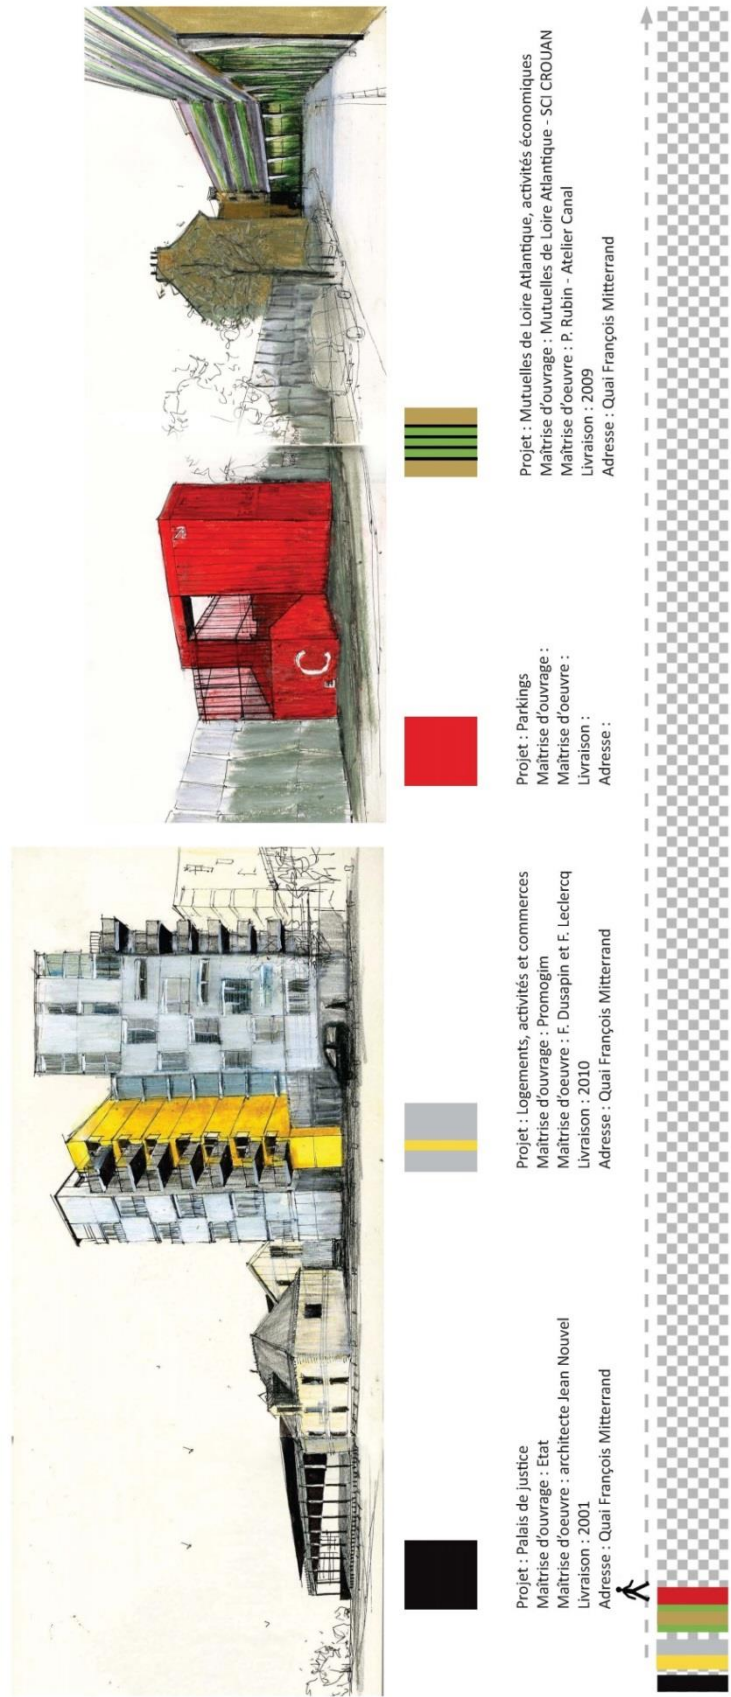 Projet : Palais de justice
Maîtrise d'ouvrage : Etat
Maîtrise d'oeuvre : architecte Jean Nouvel
Livraison : 2001
Adresse : Quai François Mitterrand
Projet : Logements, activités et commerces
Maîtrise d'ouvrage : Promogim
Maîtrise d'oeuvre : F. Dusapin et F. Leclercq
Livraison : 2010
Adresse : Quai François Mitterrand
Projet : Parkings
Maîtrise d'ouvrage :
Maîtrise d'oeuvre :
Livraison :
Adresse :
Projet : Mutuelles de Loire Atlantique, activités économiques
Maîtrise d'ouvrage : Mutuelles de Loire Atlantique - SCI CROUAN
Maîtrise d'oeuvre : P. Rubin - Atelier Canal
Livraison : 2009
Adresse : Quai François Mitterrand
C